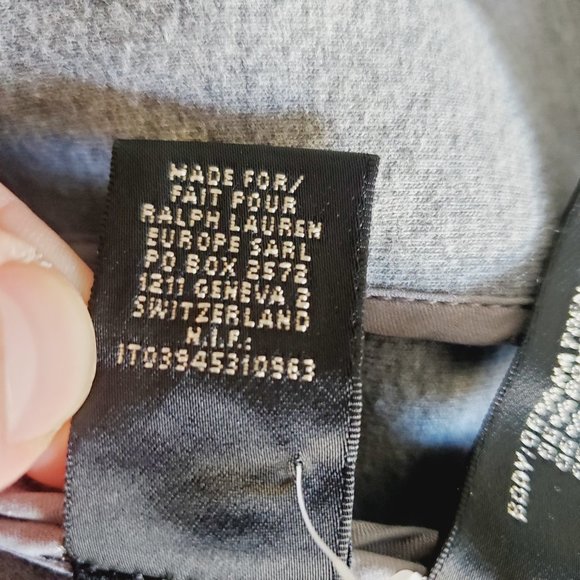 MADE FOR/
FAIT POUR
RALPH LAUREN
EUROPE SARL
PO BOX 2572
1211 GENEVA 2
SWITZERLAND
N.I.F.:
IT03945310963